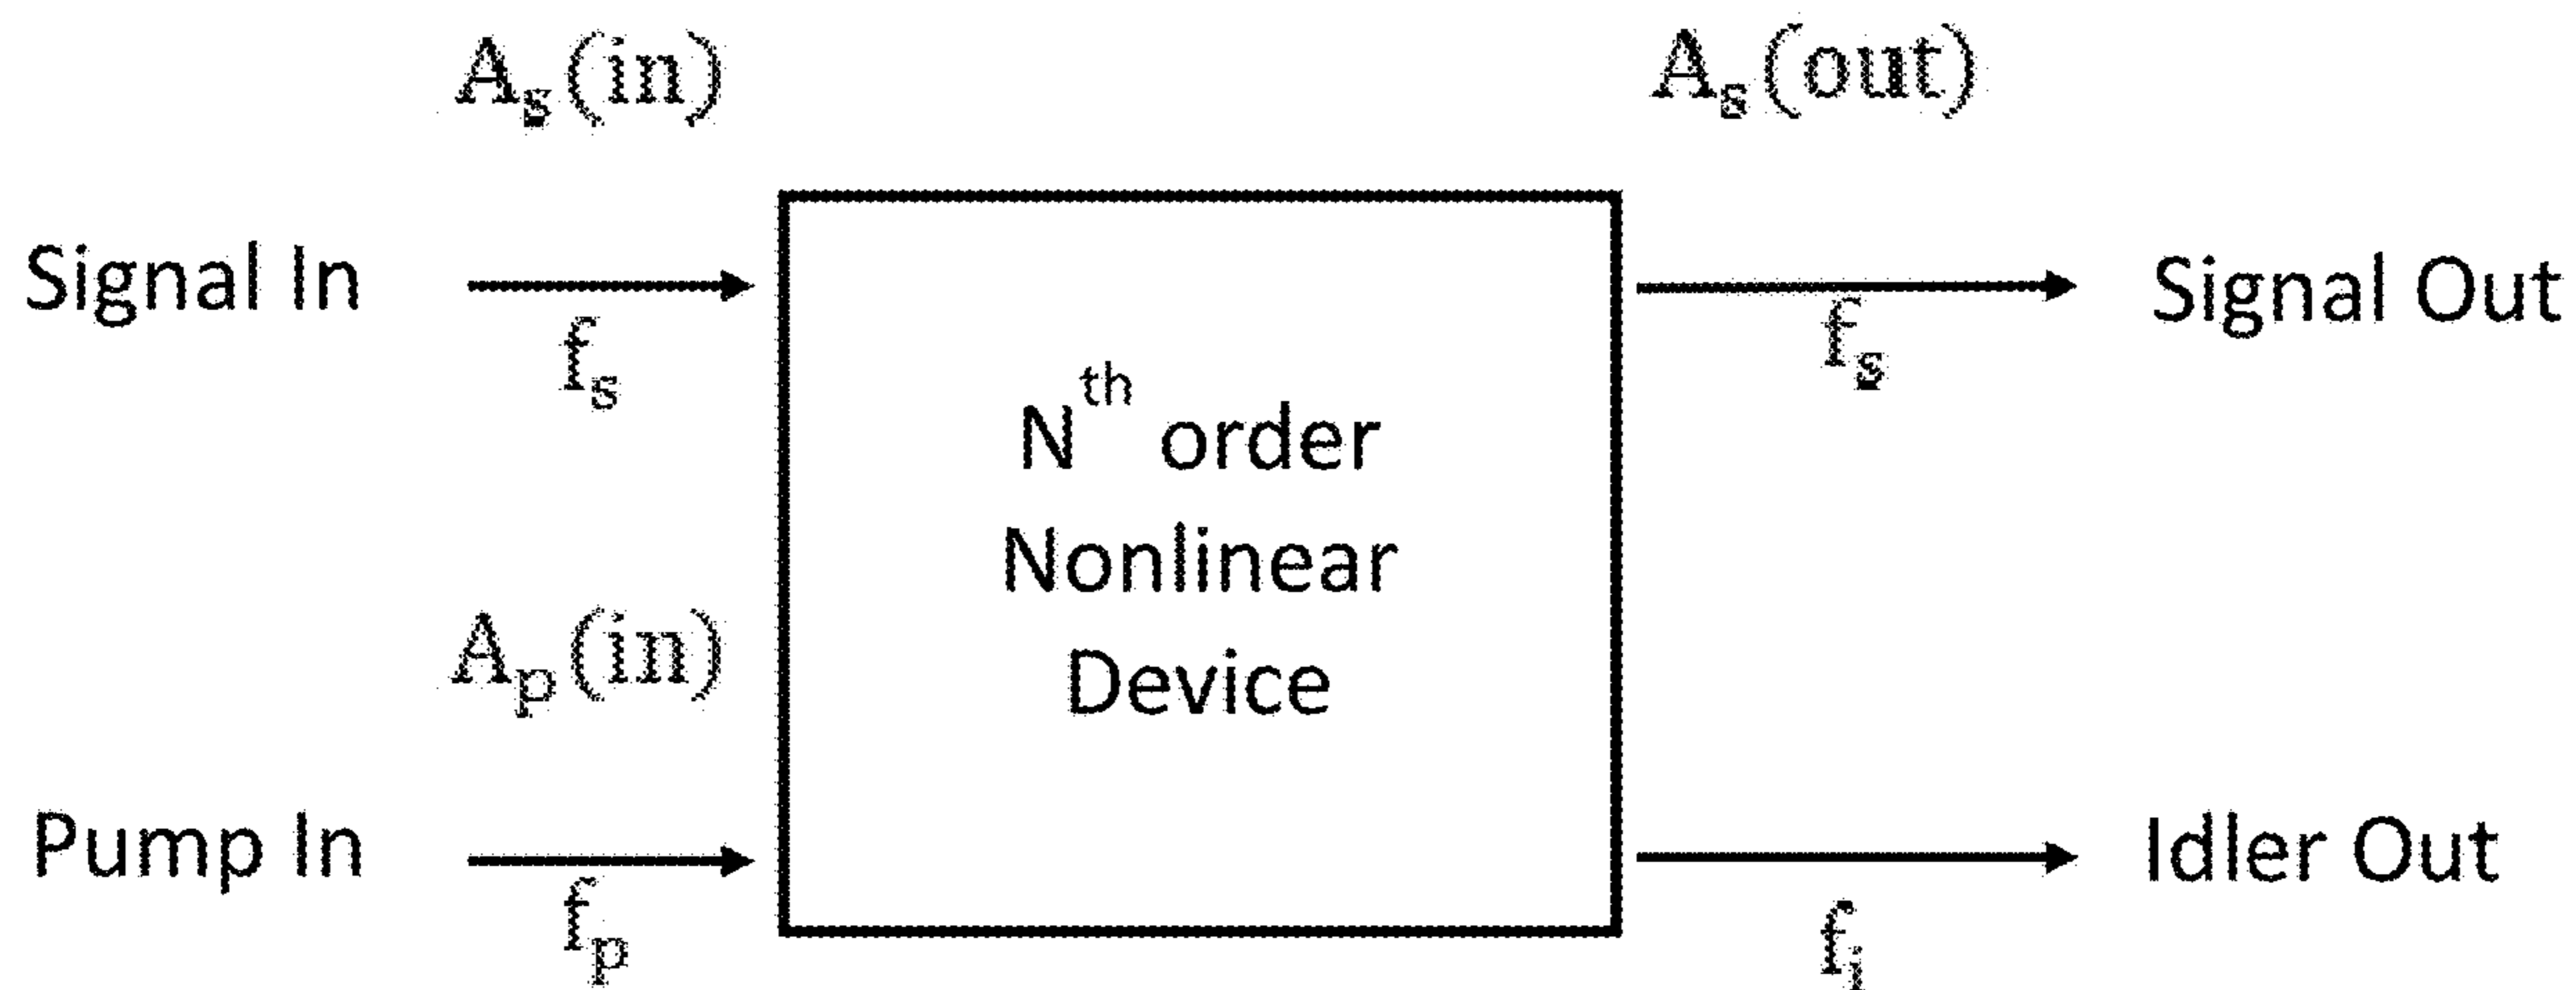 Aₛ(in)
Aₛ(out)
Signal In
fₛ
fₛ
Signal Out
Nᵗʰ order
Nonlinear
Device
Aₚ(in)
Pump In
fₚ
fᵢ
Idler Out